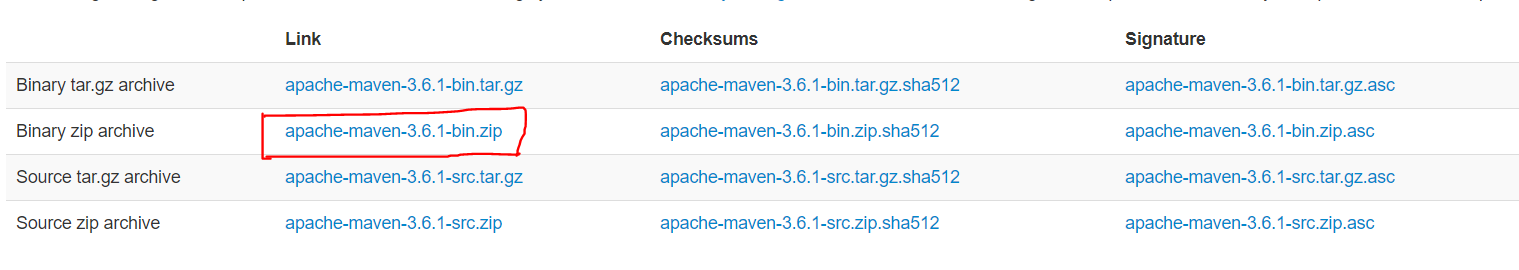 Link Checksums Signature
Binary tar.gz archive apache-maven-3.6.1-bin.tar.gz apache-maven-3.6.1-bin.tar.gz.sha512 apache-maven-3.6.1-bin.tar.gz.asc
Binary zip archive apache-maven-3.6.1-bin.zip apache-maven-3.6.1-bin.zip.sha512 apache-maven-3.6.1-bin.zip.asc
Source tar.gz archive apache-maven-3.6.1-src.tar.gz apache-maven-3.6.1-src.tar.gz.sha512 apache-maven-3.6.1-src.tar.gz.asc
Source zip archive apache-maven-3.6.1-src.zip apache-maven-3.6.1-src.zip.sha512 apache-maven-3.6.1-src.zip.asc